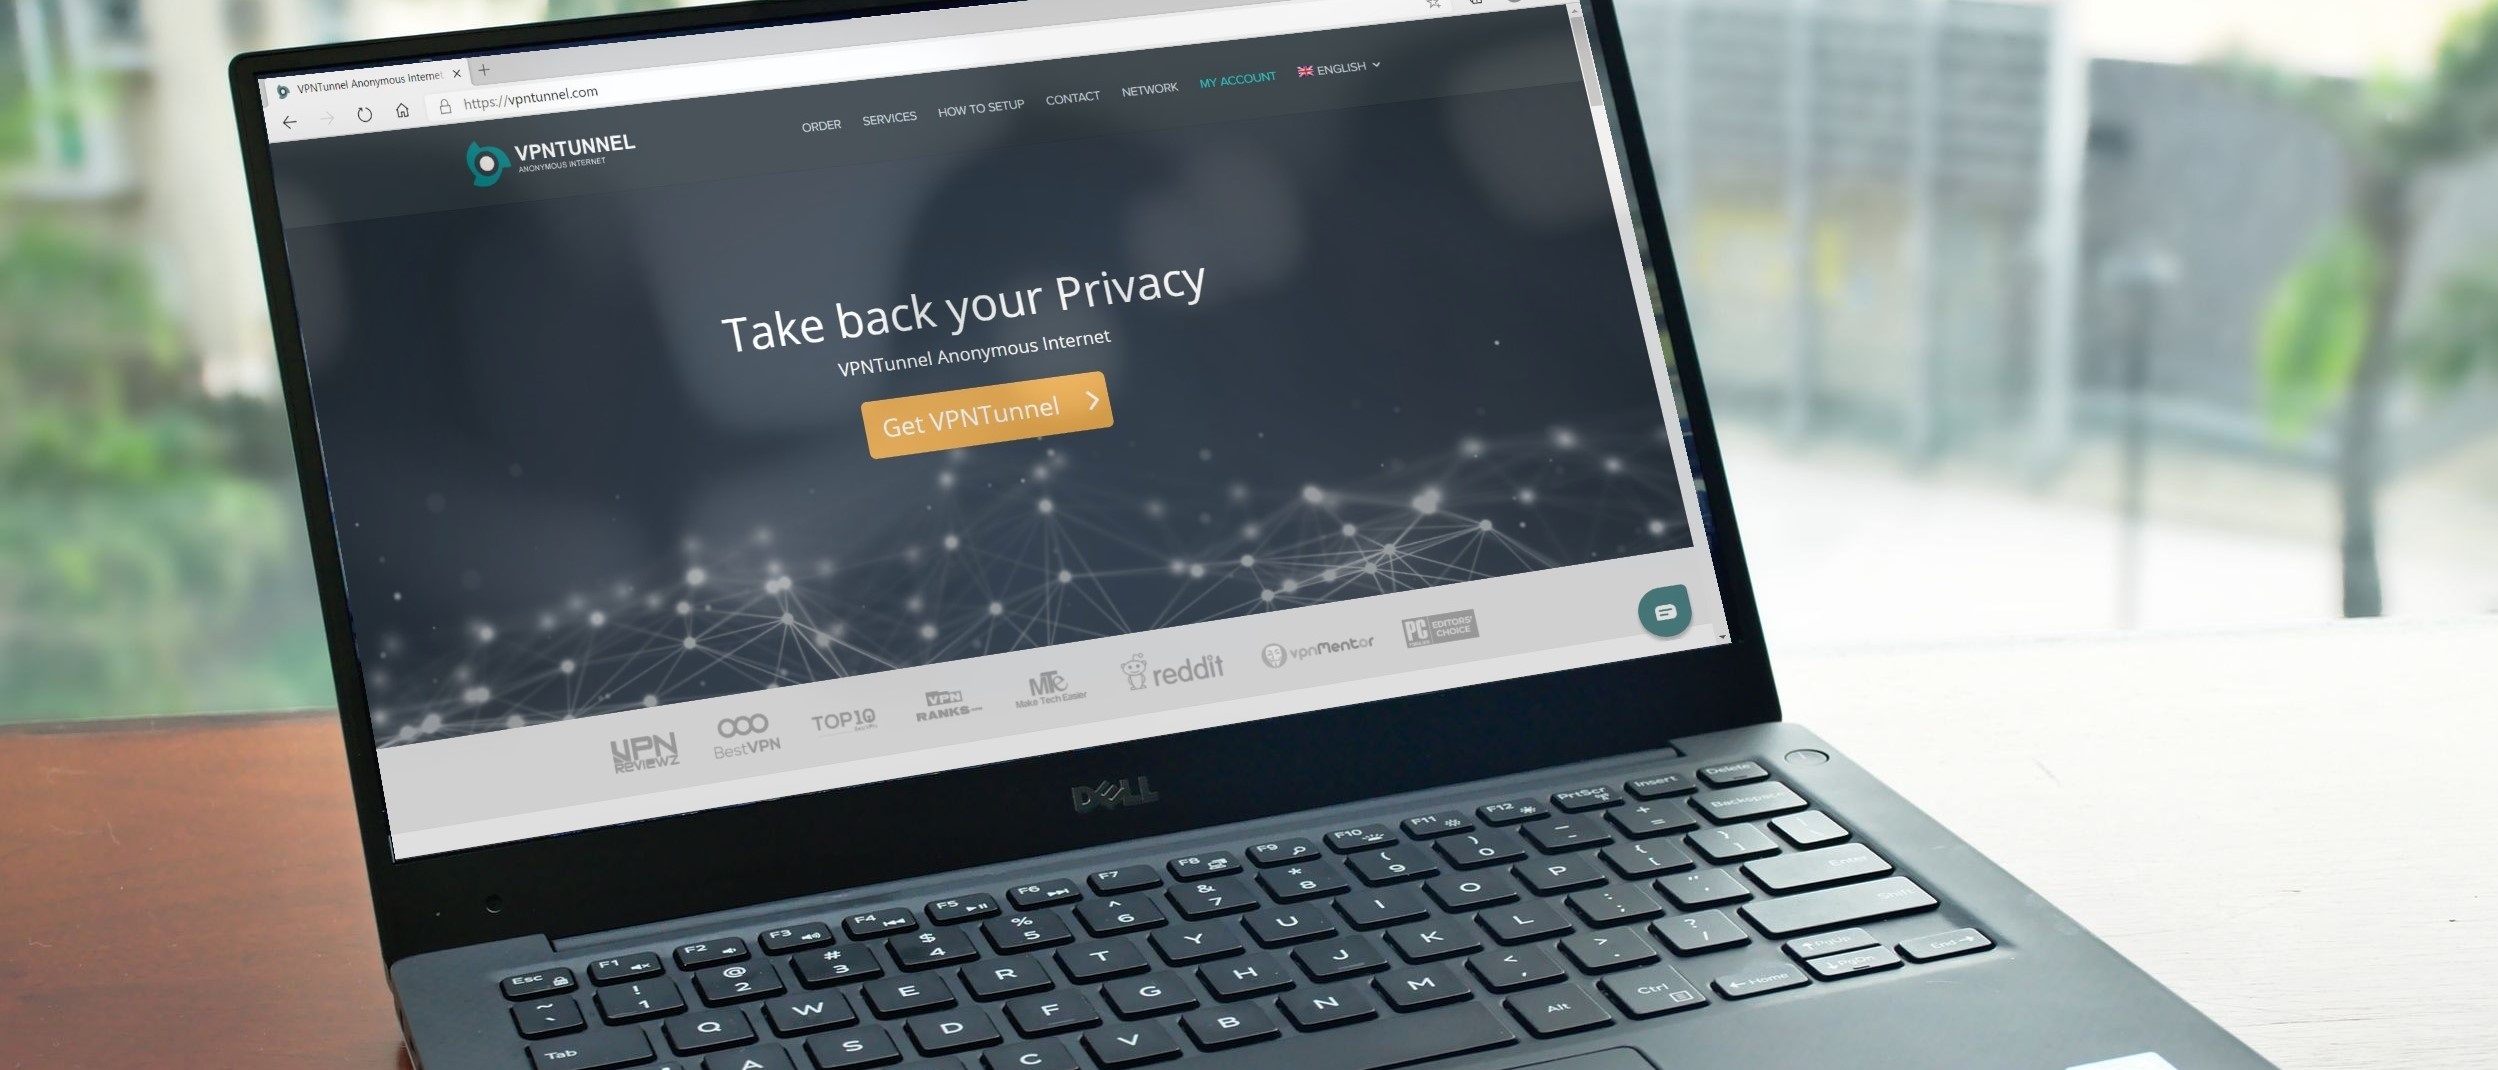 VPNTunnel Anonymous Internet
https://vpntunnel.com
VPNTUNNEL
ANONYMOUS INTERNET
ORDER SERVICES HOW TO SETUP CONTACT NETWORK MY ACCOUNT ENGLISH
Take back your Privacy
VPNTunnel Anonymous Internet
Get VPNTunnel
VPN
REVIEWZ
BestVPN
TOP10
VPN
RANKS
MTe
Make Tech Easier
reddit
vpnMentor
PC
EDITORS'
CHOICE
DELL
Esc F1 F2 F3 F4 F5 F6 F7 F8 F9 F10 F11 F12 PrtScr Insert Delete
~ ! @ # $ % ^ & * ( ) _ +
` 1 2 3 4 5 6 7 8 9 0 - = Backspace
Tab Q W E R T Y U I O P { [ } ] | \
A S D F G H J K L : ; " ' Enter
C V B N M < , > . ? / Shift
Alt Ctrl Home PgUp PgDn End